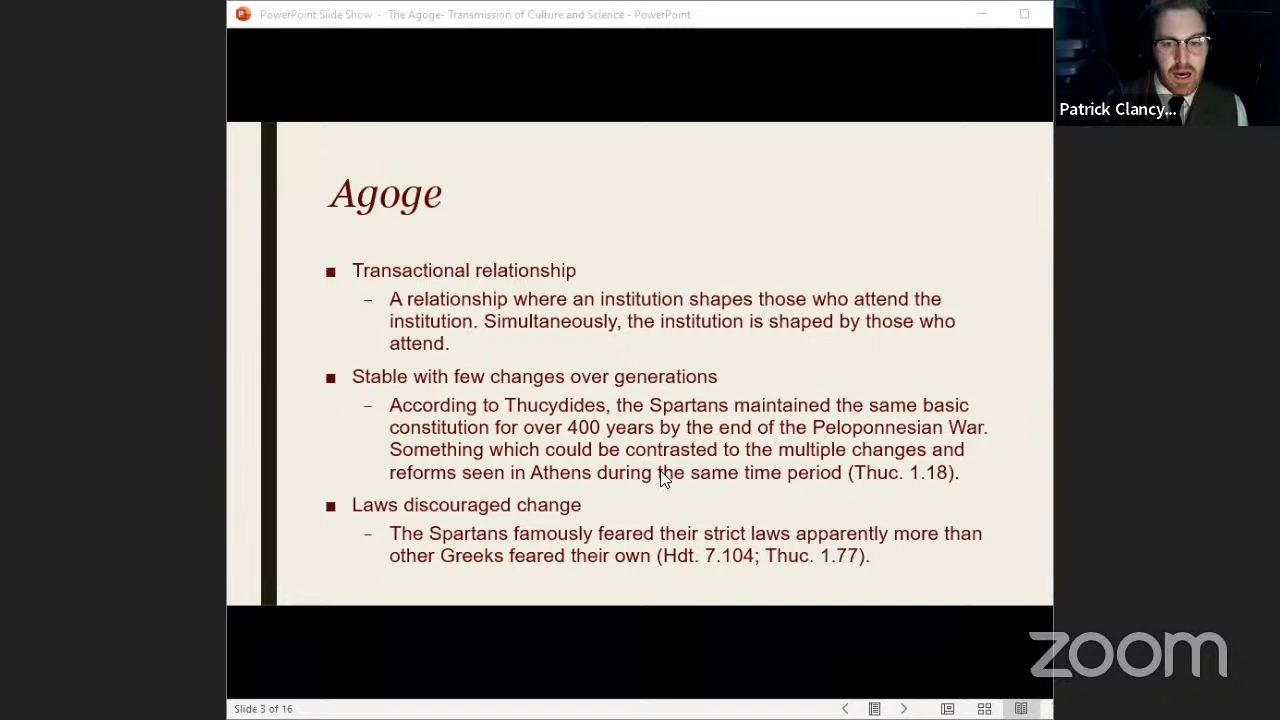 PowerPoint Slide Show - The Agoge- Transmission of Culture and Science - PowerPoint
Patrick Clancy...
Agoge
■ Transactional relationship
– A relationship where an institution shapes those who attend the
institution. Simultaneously, the institution is shaped by those who
attend.
■ Stable with few changes over generations
– According to Thucydides, the Spartans maintained the same basic
constitution for over 400 years by the end of the Peloponnesian War.
Something which could be contrasted to the multiple changes and
reforms seen in Athens during the same time period (Thuc. 1.18).
■ Laws discouraged change
– The Spartans famously feared their strict laws apparently more than
other Greeks feared their own (Hdt. 7.104; Thuc. 1.77).
zoom
Slide 3 of 16